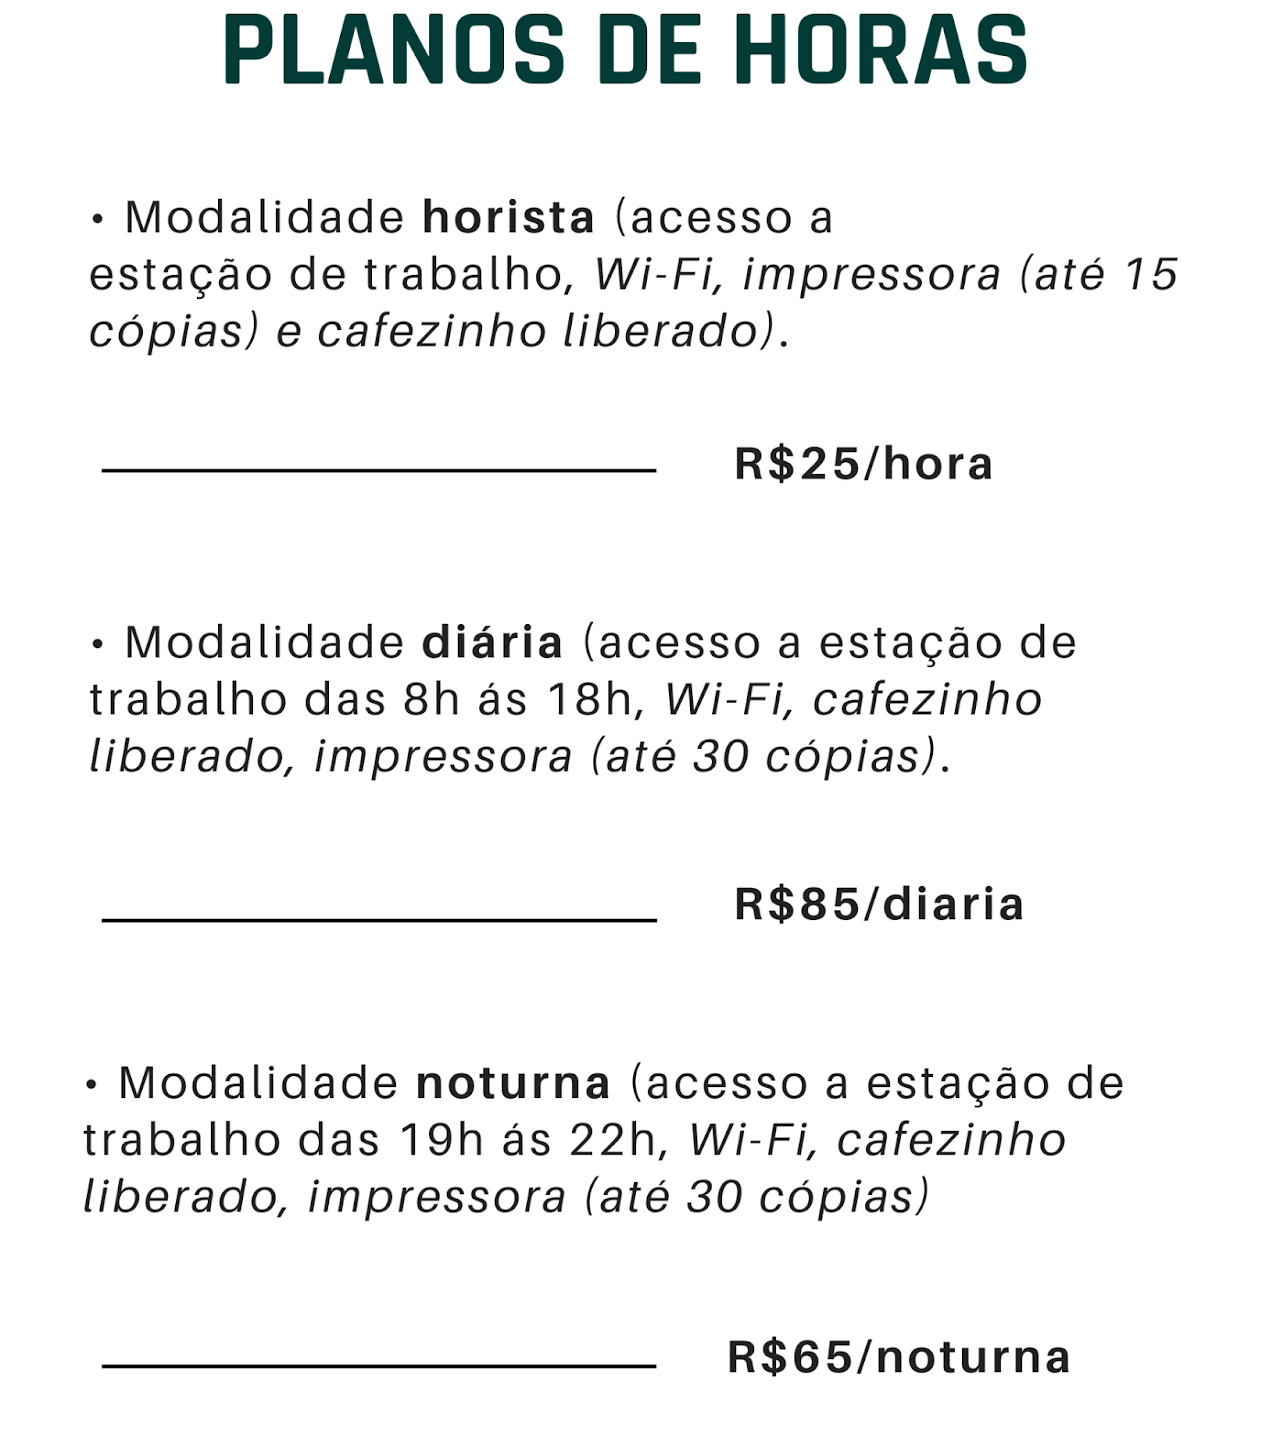 PLANOS DE HORAS
• Modalidade horista (acesso a
estação de trabalho, Wi-Fi, impressora (até 15
cópias) e cafezinho liberado).
R$25/hora
• Modalidade diária (acesso a estação de
trabalho das 8h ás 18h, Wi-Fi, cafezinho
liberado, impressora (até 30 cópias).
R$85/diaria
• Modalidade noturna (acesso a estação de
trabalho das 19h ás 22h, Wi-Fi, cafezinho
liberado, impressora (até 30 cópias)
R$65/noturna